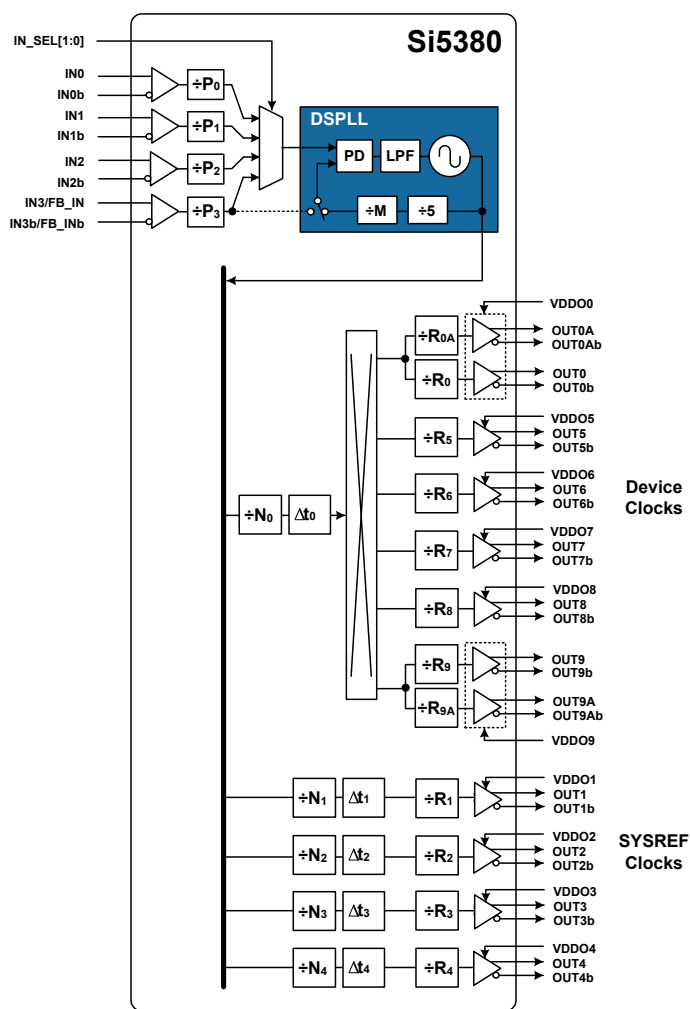 Si5380
IN_SEL[1:0]
IN0
IN0b
÷P0
IN1
IN1b
÷P1
IN2
IN2b
÷P2
IN3/FB_IN
IN3b/FB_INb
÷P3
DSPLL
PD
LPF
÷M
÷5
VDDO0
÷R0A
OUT0A
OUT0Ab
÷R0
OUT0
OUT0b
VDDO5
÷R5
OUT5
OUT5b
VDDO6
÷R6
OUT6
OUT6b
Device
Clocks
÷N0
Δt0
VDDO7
÷R7
OUT7
OUT7b
VDDO8
÷R8
OUT8
OUT8b
÷R9
OUT9
OUT9b
÷R9A
OUT9A
OUT9Ab
VDDO9
VDDO1
÷N1
Δt1
÷R1
OUT1
OUT1b
VDDO2
÷N2
Δt2
÷R2
OUT2
OUT2b
SYSREF
Clocks
VDDO3
÷N3
Δt3
÷R3
OUT3
OUT3b
VDDO4
÷N4
Δt4
÷R4
OUT4
OUT4b